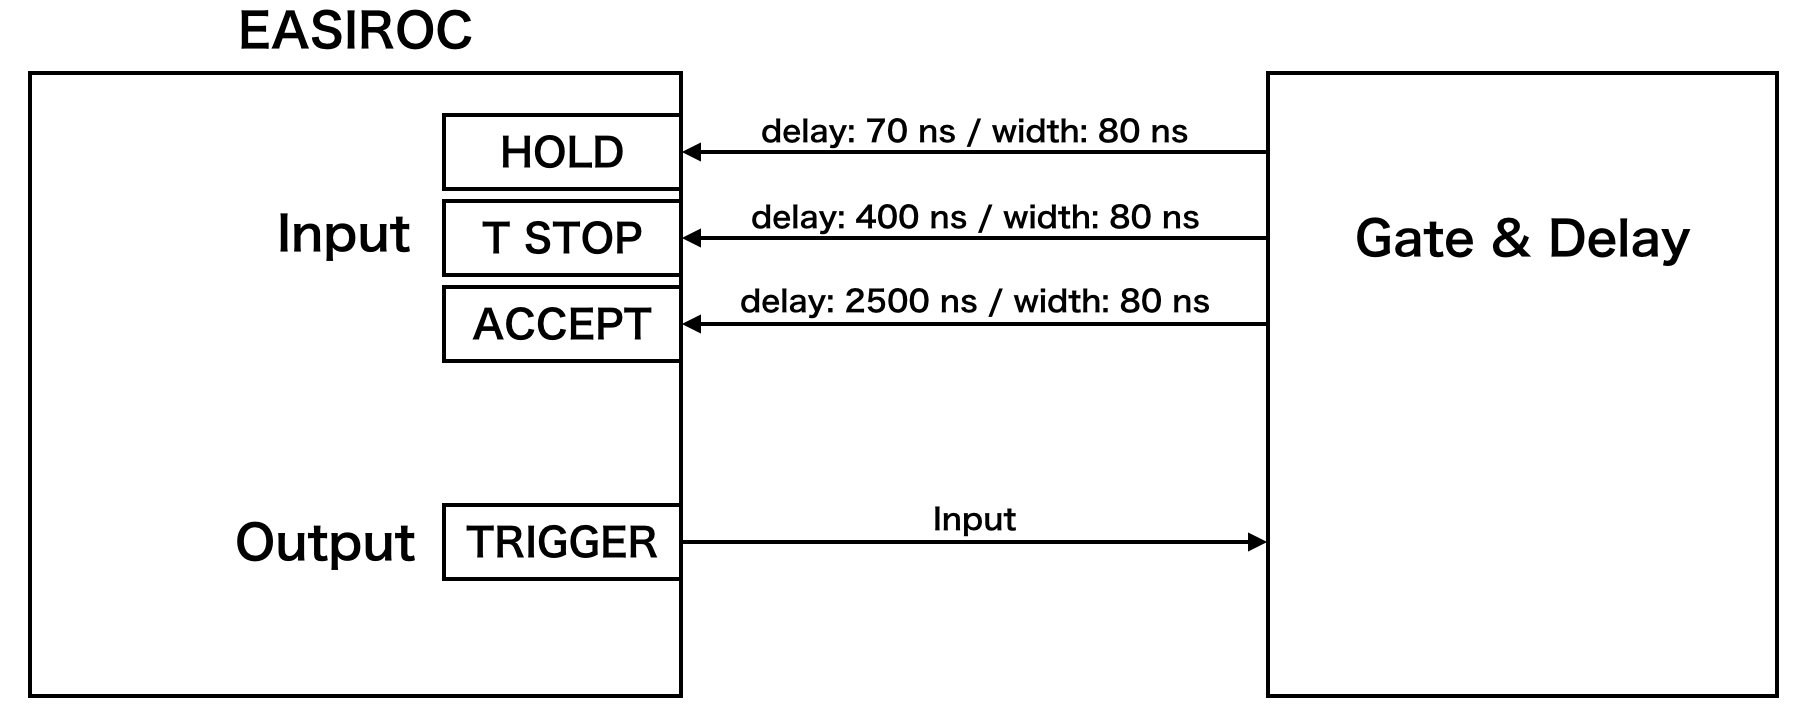 EASIROC
HOLD
delay: 70 ns / width: 80 ns
Input
T STOP
delay: 400 ns / width: 80 ns
Gate & Delay
ACCEPT
delay: 2500 ns / width: 80 ns
Output
TRIGGER
Input